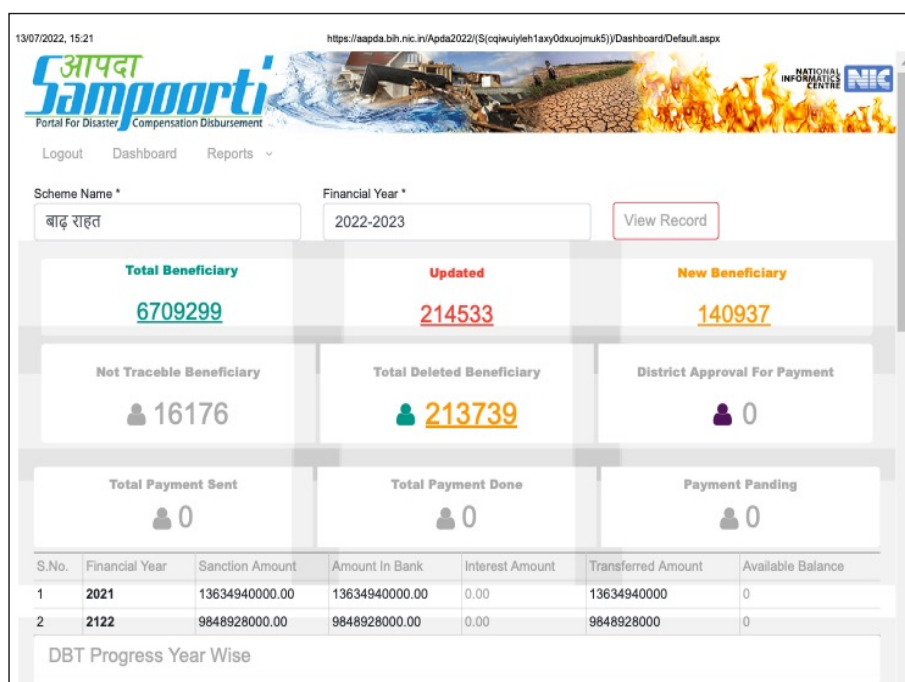 13/07/2022, 15:21 https://aapda.bih.nic.in/Apda2022/(S(cqiwuiyleh1axy0dxuojmuk5))/Dashboard/Default.aspx
आपदा
Sampoorti
Portal For Disaster Compensation Disbursement
NATIONAL
INFORMATICS
CENTRE
NIC
Logout Dashboard Reports
Scheme Name * Financial Year *
बाढ़ राहत 2022-2023 View Record
Total Beneficiary Updated New Beneficiary
6709299 214533 140937
Not Traceble Beneficiary Total Deleted Beneficiary District Approval For Payment
16176 213739 0
Total Payment Sent Total Payment Done Payment Panding
0 0 0
S.No. Financial Year Sanction Amount Amount In Bank Interest Amount Transferred Amount Available Balance
1 2021 13634940000.00 13634940000.00 0.00 13634940000 0
2 2122 9848928000.00 9848928000.00 0.00 9848928000 0
DBT Progress Year Wise